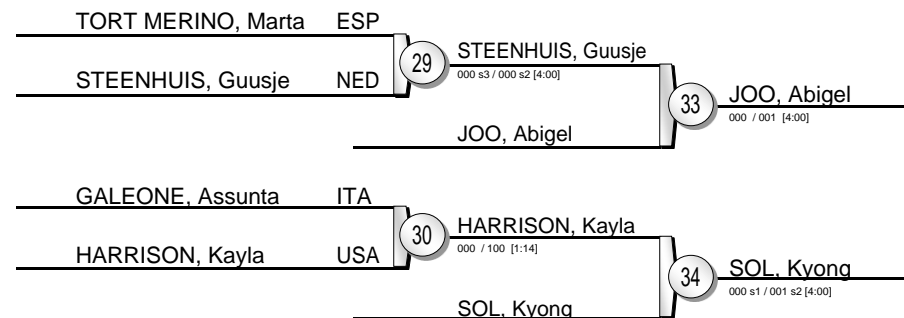 TORT MERINO, Marta ESP
29
STEENHUIS, Guusje
000 s3 / 000 s2 [4:00]
STEENHUIS, Guusje NED
33
JOO, Abigel
000 / 001 [4:00]
JOO, Abigel
GALEONE, Assunta ITA
30
HARRISON, Kayla
000 / 100 [1:14]
HARRISON, Kayla USA
34
SOL, Kyong
000 s1 / 001 s2 [4:00]
SOL, Kyong